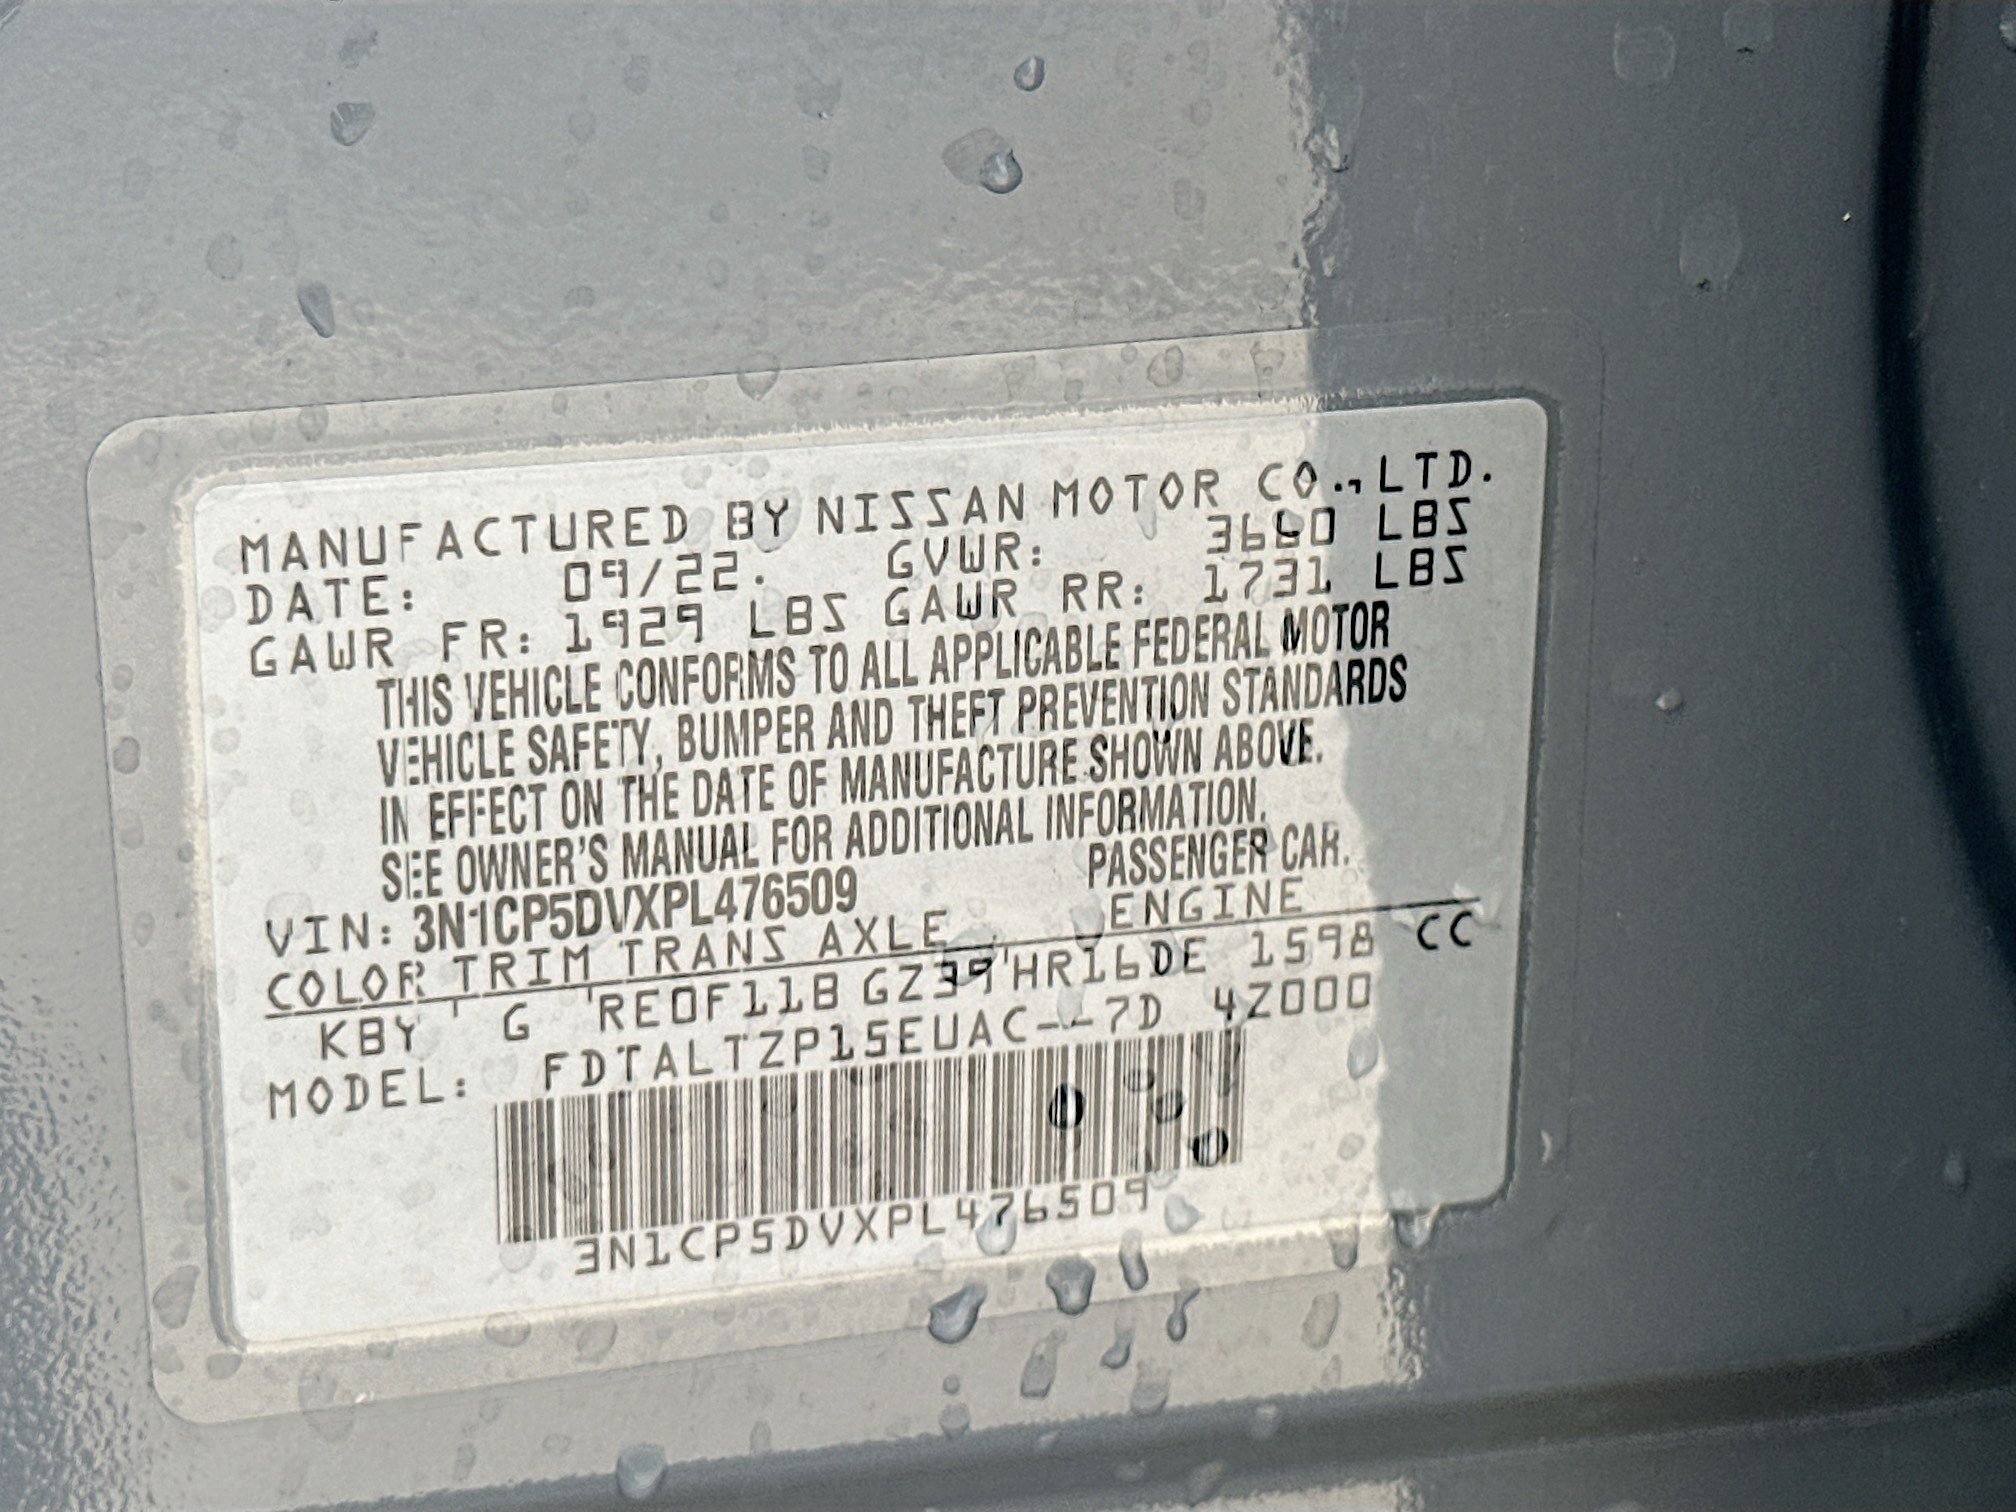 MANUFACTURED BY NISSAN MOTOR CO.,LTD.
DATE: 09/22. GVWR: 3660 LBS
GAWR FR: 1929 LBS GAWR RR: 1731 LBS
THIS VEHICLE CONFORMS TO ALL APPLICABLE FEDERAL MOTOR
VEHICLE SAFETY, BUMPER AND THEFT PREVENTION STANDARDS
IN EFFECT ON THE DATE OF MANUFACTURE SHOWN ABOVE.
SEE OWNER'S MANUAL FOR ADDITIONAL INFORMATION.
PASSENGER CAR.
VIN: 3N1CP5DVXPL476509
COLOR TRIM TRANS AXLE ENGINE
KBY G RE0F11B GZ39 HR16DE 1598 CC
MODEL: FDTALTZP15EUAC--7D 4Z000
3N1CP5DVXPL476509